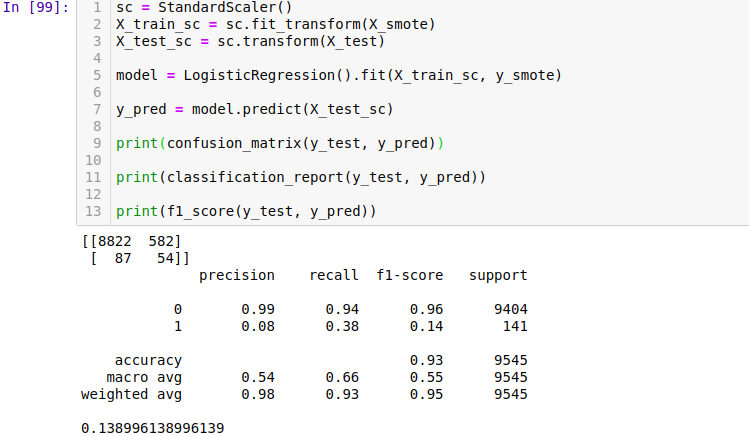 In [99]:
1 sc = StandardScaler()
2 X_train_sc = sc.fit_transform(X_smote)
3 X_test_sc = sc.transform(X_test)
4
5 model = LogisticRegression().fit(X_train_sc, y_smote)
6
7 y_pred = model.predict(X_test_sc)
8
9 print(confusion_matrix(y_test, y_pred))
10
11 print(classification_report(y_test, y_pred))
12
13 print(f1_score(y_test, y_pred))
[[8822  582]
 [  87   54]]
              precision    recall  f1-score   support

           0       0.99      0.94      0.96      9404
           1       0.08      0.38      0.14       141

    accuracy                           0.93      9545
   macro avg       0.54      0.66      0.55      9545
weighted avg       0.98      0.93      0.95      9545

0.138996138996139